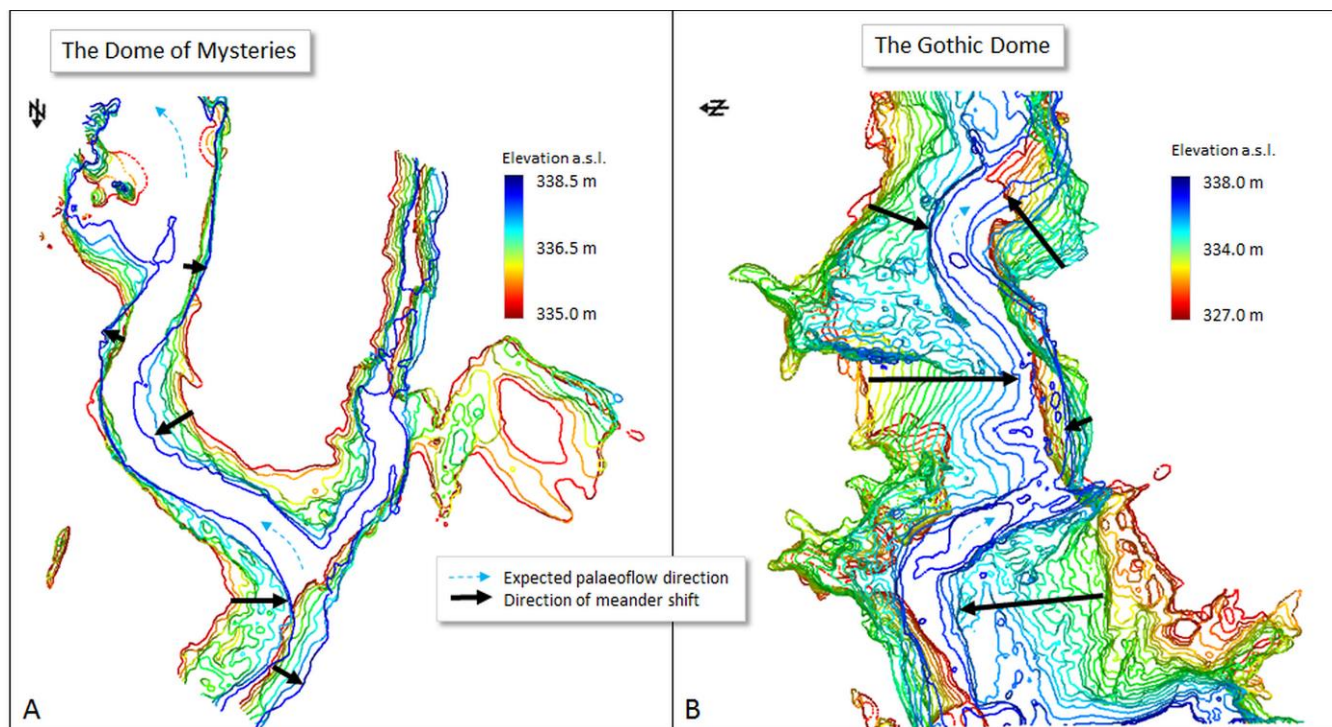 The Dome of Mysteries
N
Elevation a.s.l.
338.5 m
336.5 m
335.0 m
A
The Gothic Dome
N
Elevation a.s.l.
338.0 m
334.0 m
327.0 m
B
Expected palaeoflow direction
Direction of meander shift